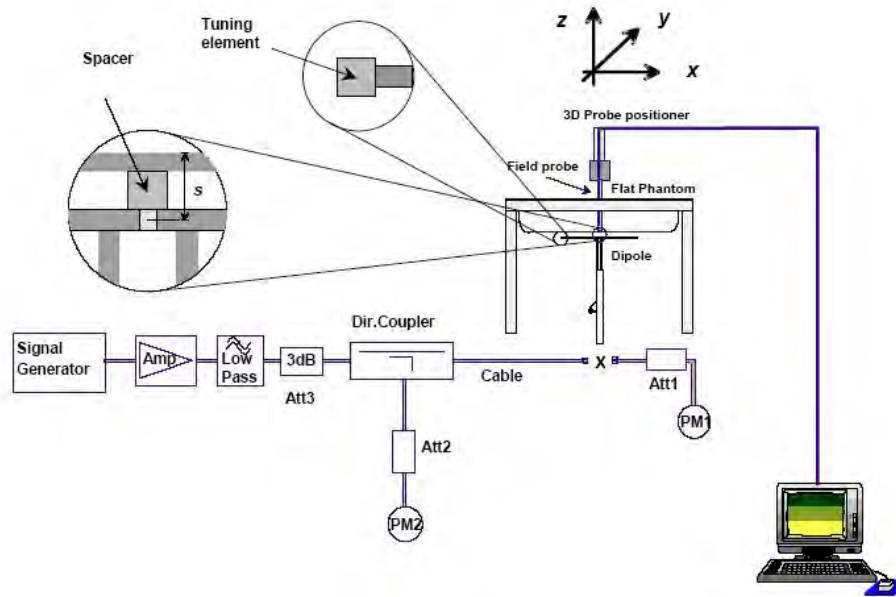 Tuning
element
Spacer
s
z
y
x
3D Probe positioner
Field probe
Flat Phantom
Dipole
Dir.Coupler
Signal
Generator
Amp
Low
Pass
3dB
Att3
Cable
X
Att1
PM1
Att2
PM2